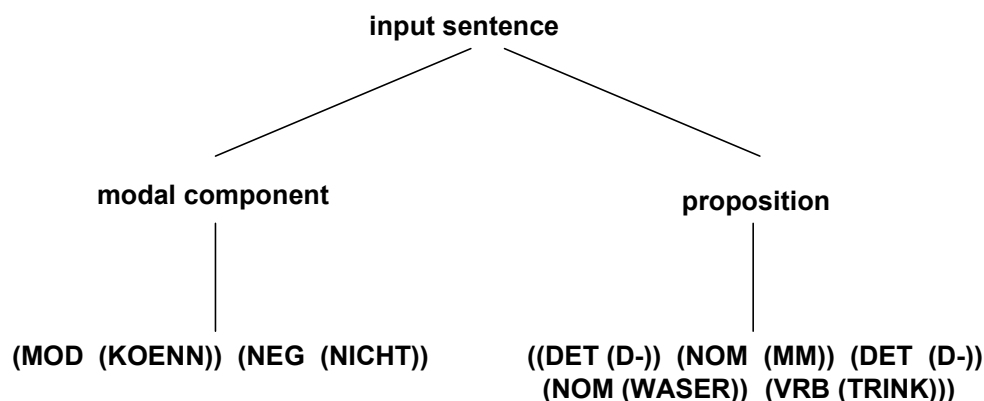 input sentence
modal component
proposition
(MOD (KOENN)) (NEG (NICHT))
((DET (D-)) (NOM (MM)) (DET (D-))
(NOM (WASER)) (VRB (TRINK)))